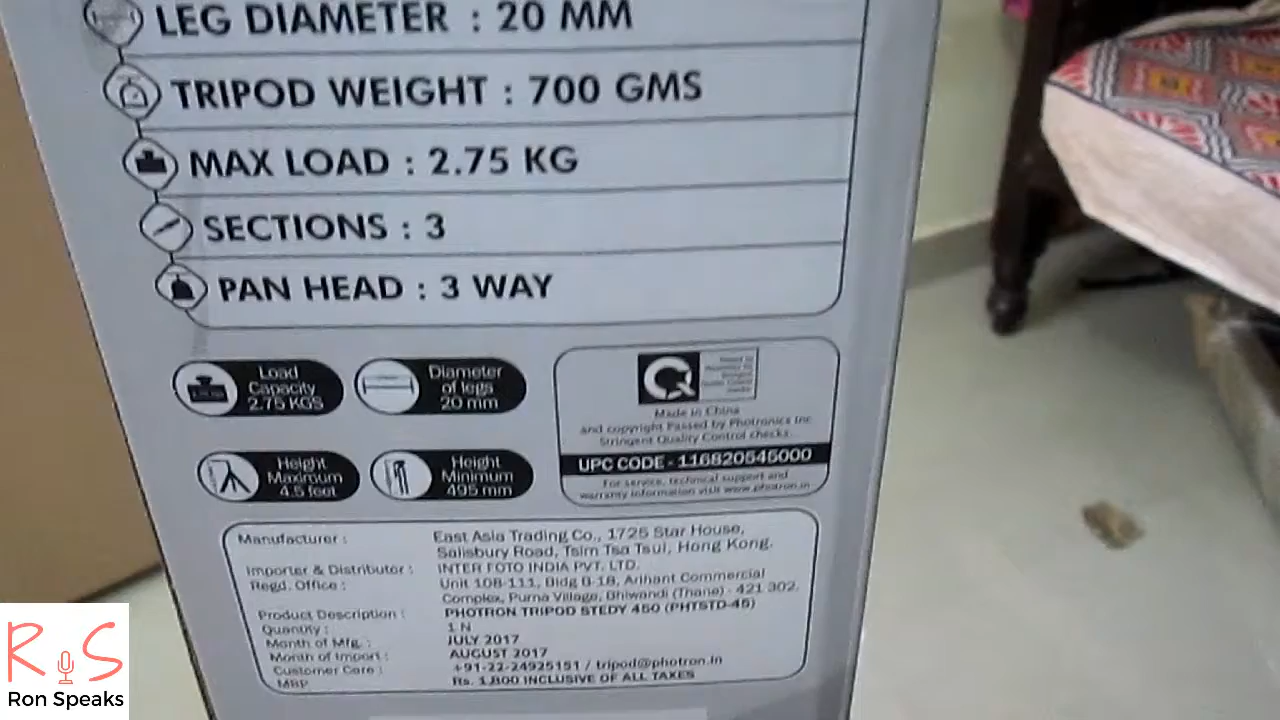 LEG DIAMETER : 20 MM
TRIPOD WEIGHT : 700 GMS
MAX LOAD : 2.75 KG
SECTIONS : 3
PAN HEAD : 3 WAY
Load
Capacity
2.75 KGS
Diameter
of legs
20 mm
Height
Maximum
4.5 feet
Height
Minimum
495 mm
Made in China
and copyright Passed by Photronics Inc
Stringent Quality Control checks.
UPC CODE - 116820545000
For service, technical support and
warranty information visit www.photron.in
Manufacturer : East Asia Trading Co., 1725 Star House,
Salisbury Road, Tsim Tsa Tsui, Hong Kong.
Importer & Distributor : INTER FOTO INDIA PVT. LTD.
Regd. Office : Unit 108-111, Bldg B-18, Arihant Commercial
Complex, Purna Village, Bhiwandi (Thane) - 421 302.
Product Description : PHOTRON TRIPOD STEDY 450 (PHTSTD-45)
Quantity : 1 N
Month of Mfg. : JULY 2017
Month of Import : AUGUST 2017
Customer Care : +91-22-24925151 / tripod@photron.in
MRP Rs. 1,800 INCLUSIVE OF ALL TAXES
R S
Ron Speaks